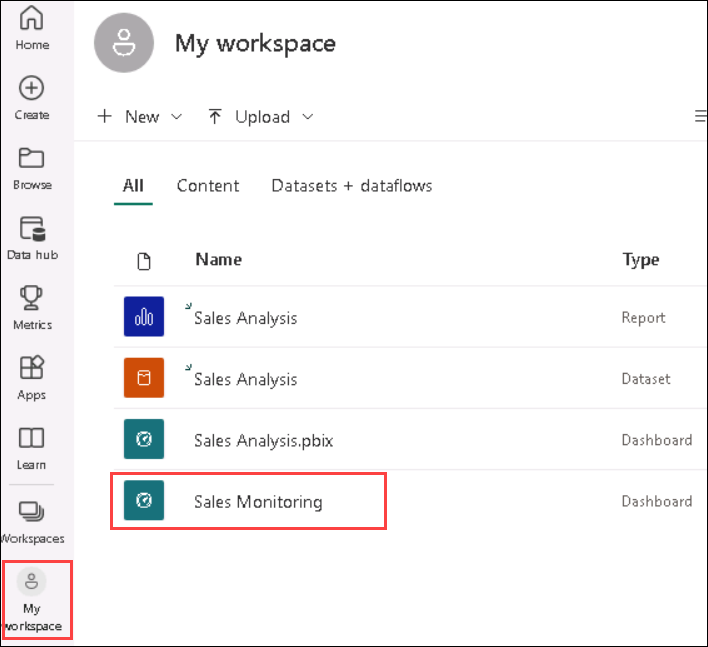 Home
Create
Browse
Data hub
Metrics
Apps
Learn
Workspaces
My
workspace
My workspace
New
Upload
All Content Datasets + dataflows
Name Type
Sales Analysis Report
Sales Analysis Dataset
Sales Analysis.pbix Dashboard
Sales Monitoring Dashboard